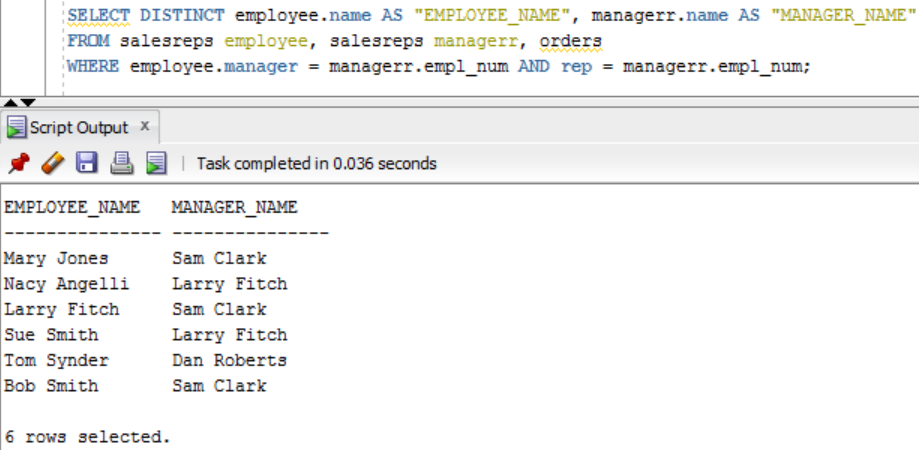 SELECT DISTINCT employee.name AS "EMPLOYEE_NAME", managerr.name AS "MANAGER_NAME"
FROM salesreps employee, salesreps managerr, orders
WHERE employee.manager = managerr.empl_num AND rep = managerr.empl_num;
Script Output x
Task completed in 0.036 seconds
EMPLOYEE_NAME MANAGER_NAME
--------------- ---------------
Mary Jones Sam Clark
Nacy Angelli Larry Fitch
Larry Fitch Sam Clark
Sue Smith Larry Fitch
Tom Synder Dan Roberts
Bob Smith Sam Clark
6 rows selected.